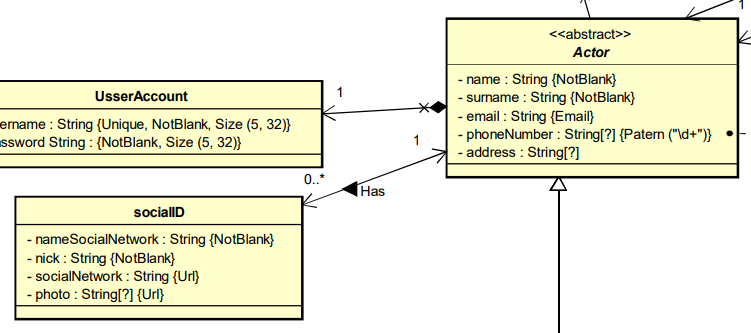 1
<<abstract>>
Actor
- name : String {NotBlank}
- surname : String {NotBlank}
- email : String {Email}
- phoneNumber : String[?] {Patern ("\d+")}
- address : String[?]
1
UsserAccount
ername : String {Unique, NotBlank, Size (5, 32)}
assword String : {NotBlank, Size (5, 32)}
1
0..*
Has
socialID
- nameSocialNetwork : String {NotBlank}
- nick : String {NotBlank}
- socialNetwork : String {Url}
- photo : String[?] {Url}